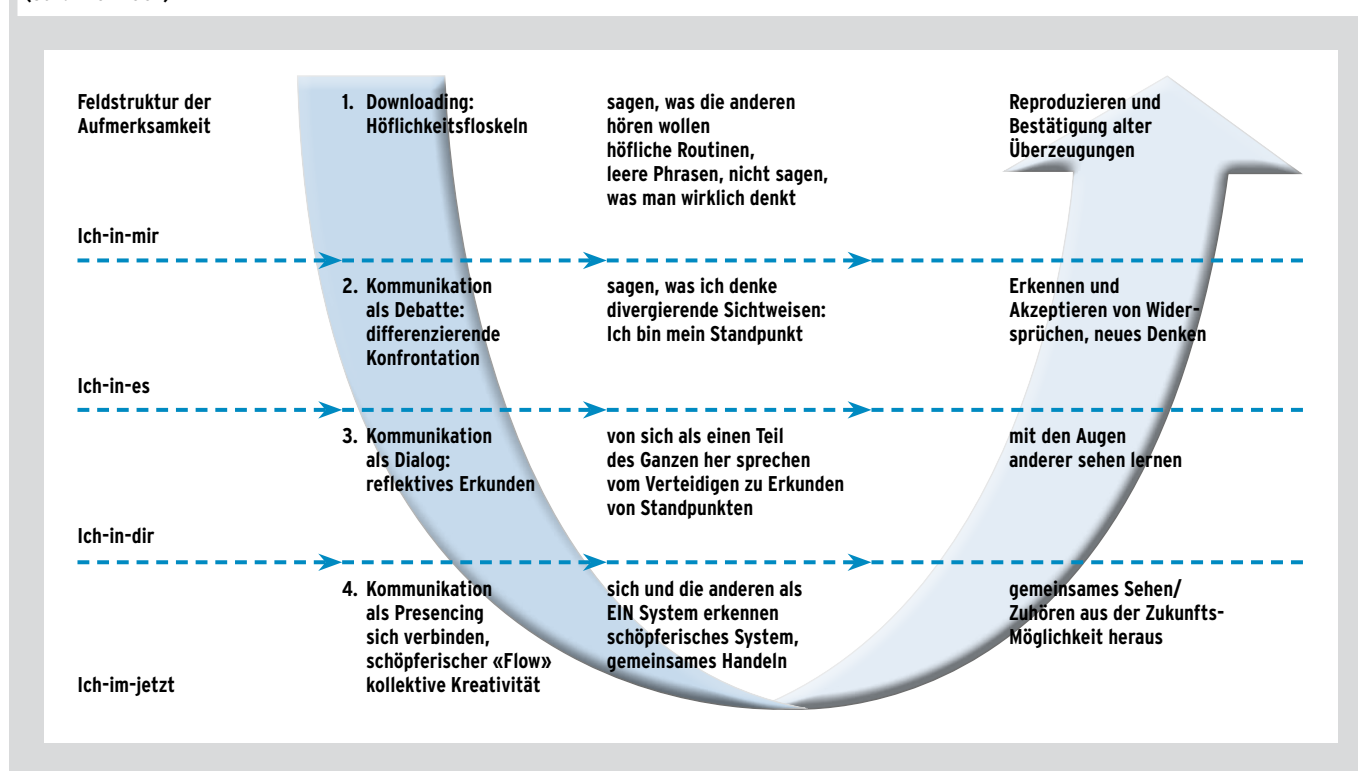 Feldstruktur der
Aufmerksamkeit
1. Downloading:
Höflichkeitsfloskeln
sagen, was die anderen
hören wollen
höfliche Routinen,
leere Phrasen, nicht sagen,
was man wirklich denkt
Reproduzieren und
Bestätigung alter
Überzeugungen
Ich-in-mir
2. Kommunikation
als Debatte:
differenzierende
Konfrontation
sagen, was ich denke
divergierende Sichtweisen:
Ich bin mein Standpunkt
Erkennen und
Akzeptieren von Wider-
sprüchen, neues Denken
Ich-in-es
3. Kommunikation
als Dialog:
reflektives Erkunden
von sich als einen Teil
des Ganzen her sprechen
vom Verteidigen zu Erkunden
von Standpunkten
mit den Augen
anderer sehen lernen
Ich-in-dir
4. Kommunikation
als Presencing
sich verbinden,
schöpferischer «Flow»
kollektive Kreativität
sich und die anderen als
EIN System erkennen
schöpferisches System,
gemeinsames Handeln
gemeinsames Sehen/
Zuhören aus der Zukunfts-
Möglichkeit heraus
Ich-im-jetzt